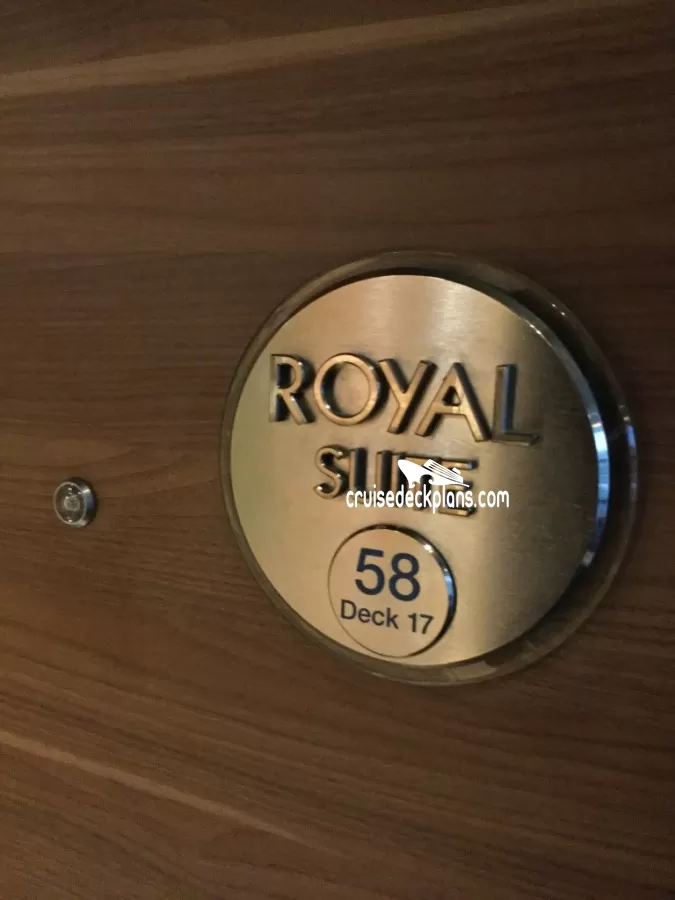 ROYAL
SUITE
cruisedeckplans.com
58
Deck 17